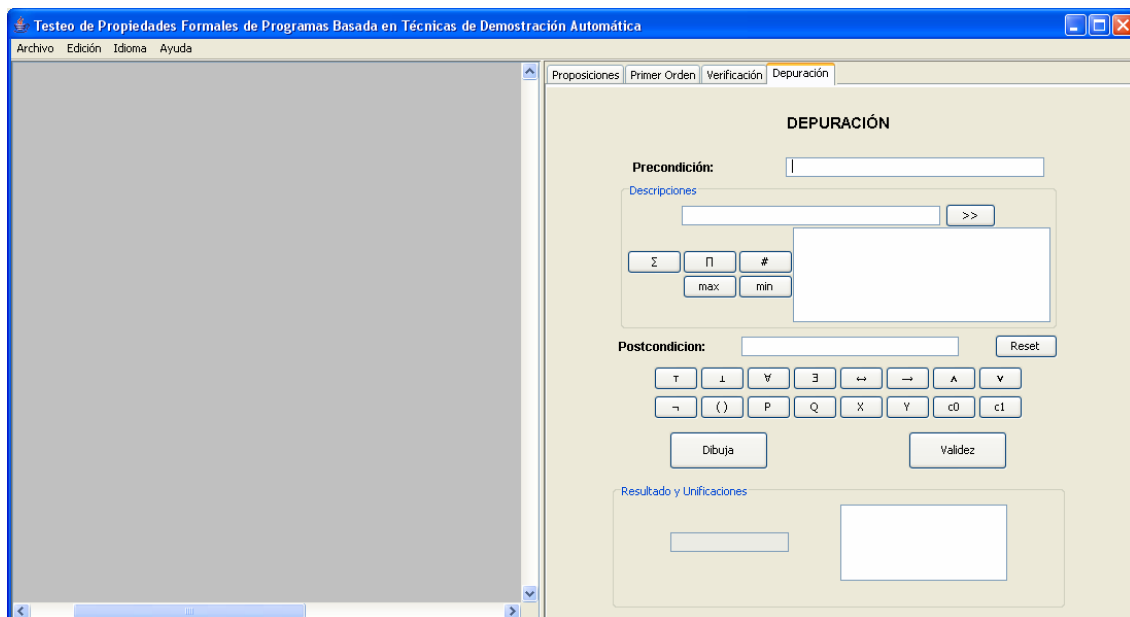 Testeo de Propiedades Formales de Programas Basada en Técnicas de Demostración Automática
Archivo Edición Idioma Ayuda
Proposiciones Primer Orden Verificación Depuración
DEPURACIÓN
Precondición:
Descripciones
>>
Σ Π #
max min
Postcondicion:
Reset
⊤ ⊥ ∀ ∃ ↔ → ∧ ∨
¬ () P Q X Y c0 c1
Dibuja Validez
Resultado y Unificaciones